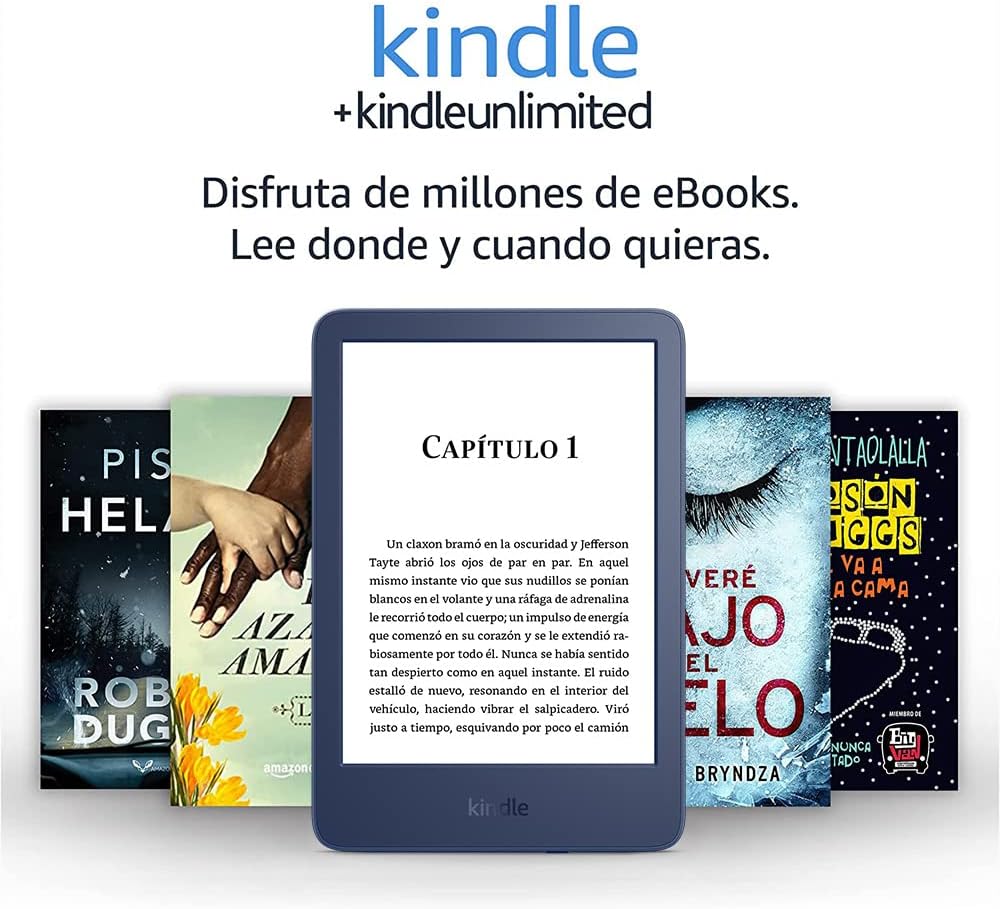 kindle
+kindleunlimited
Disfruta de millones de eBooks.
Lee donde y cuando quieras.
CAPÍTULO 1
Un claxon bramó en la oscuridad y Jefferson
Tayte abrió los ojos de par en par. En aquel
mismo instante vio que sus nudillos se ponían
blancos en el volante y una ráfaga de adrenalina
le recorrió todo el cuerpo; un impulso de energía
que comenzó en su corazón y se le extendió ra-
biosamente por todo él. Nunca se había sentido
tan despierto como en aquel instante. El ruido
estalló de nuevo, resonando en el interior del
vehículo, haciendo vibrar el salpicadero. Viró
justo a tiempo, esquivando por poco el camión
kindle
PIS
HELA
ROB
DUG
AMAZO
AZA
AMA
amazon
VERÉ
AJO
EL
ELO
BRYNDZA
NTAOLALLA
OSÓN
IGGS
VA A
A CAMA
MIEMBRO DE
Big
Van
NUNCA
TADO